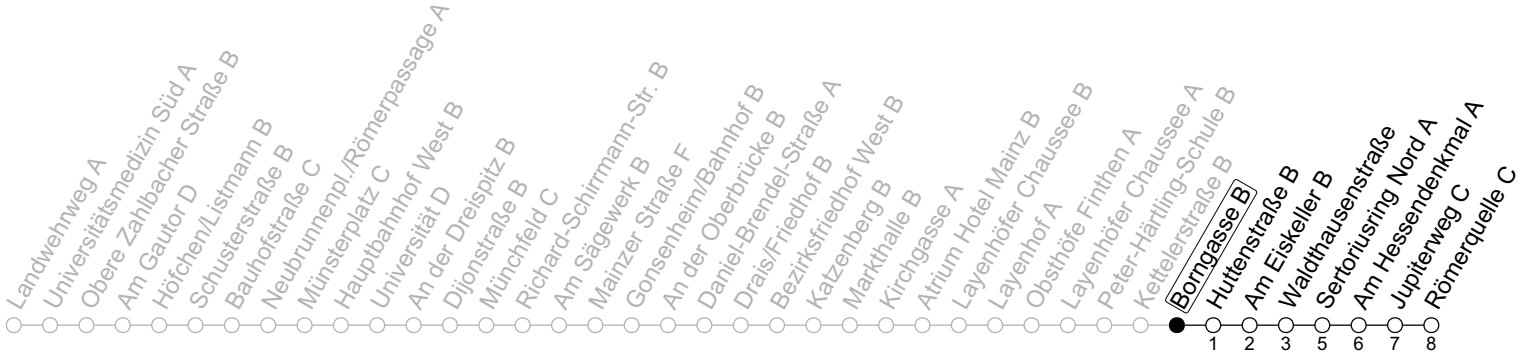 Landwehrweg A
Universitätsmedizin Süd A
Obere Zahlbacher Straße B
Am Gautor D
Höfchen/Listmann B
Schusterstraße B
Bauhofstraße C
Neubrunnenpl./Römerpassage A
Münsterplatz C
Hauptbahnhof West B
Universität D
An der Dreispitz B
Dijonstraße B
Münchfeld C
Richard-Schirrmann-Str. B
Am Sägewerk B
Mainzer Straße F
Gonsenheim/Bahnhof B
An der Oberbrücke B
Daniel-Brendel-Straße A
Drais/Friedhof B
Bezirksfriedhof West B
Katzenberg B
Markthalle B
Kirchgasse A
Atrium Hotel Mainz B
Layenhöfer Chaussee B
Layenhof A
Obsthöfe Finthen A
Layenhöfer Chaussee A
Peter-Härtling-Schule B
Kettelerstraße B
Borngasse B
Huttenstraße B
Am Eiskeller B
Waldthausenstraße
Sertoriusring Nord A
Am Hessendenkmal A
Jupiterweg C
Römerquelle C
1 2 3 5 6 7 8